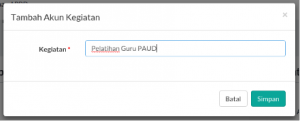 Tambah Akun Kegiatan ×
Kegiatan * Pelatihan Guru PAUD
Batal Simpan